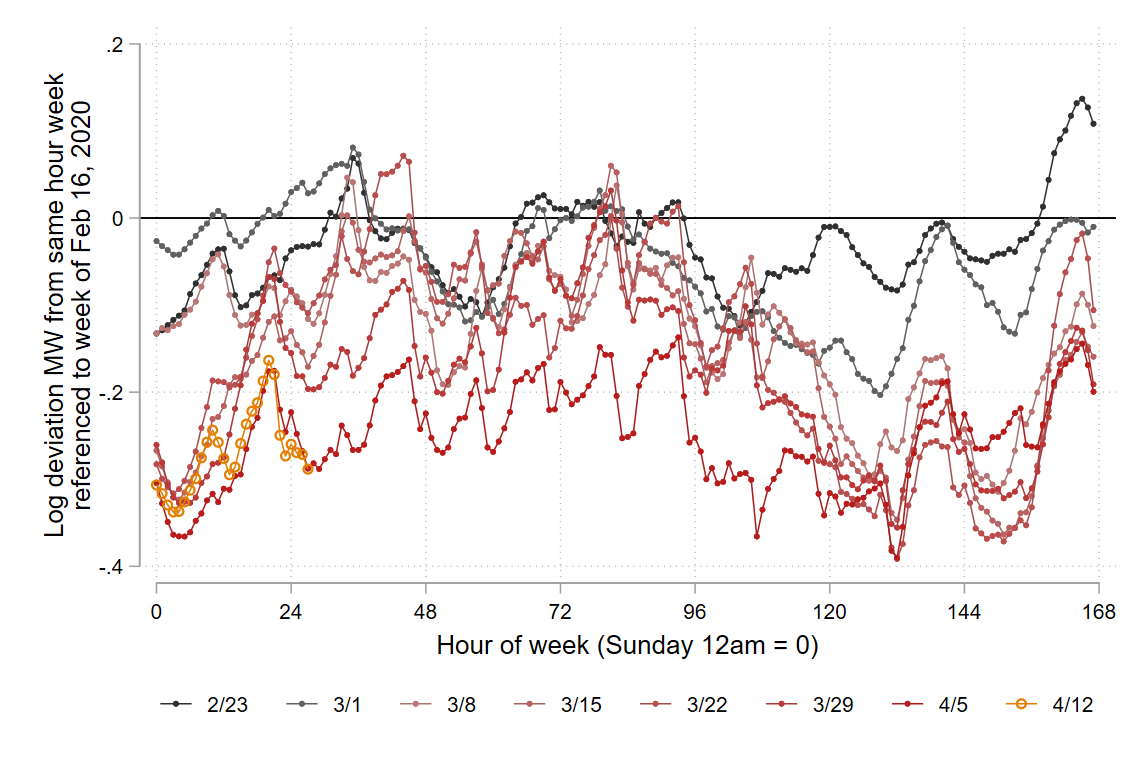 Log deviation MW from same hour week
referenced to week of Feb 16, 2020
.2
0
-.2
-.4
0 24 48 72 96 120 144 168
Hour of week (Sunday 12am = 0)
2/23 3/1 3/8 3/15 3/22 3/29 4/5 4/12